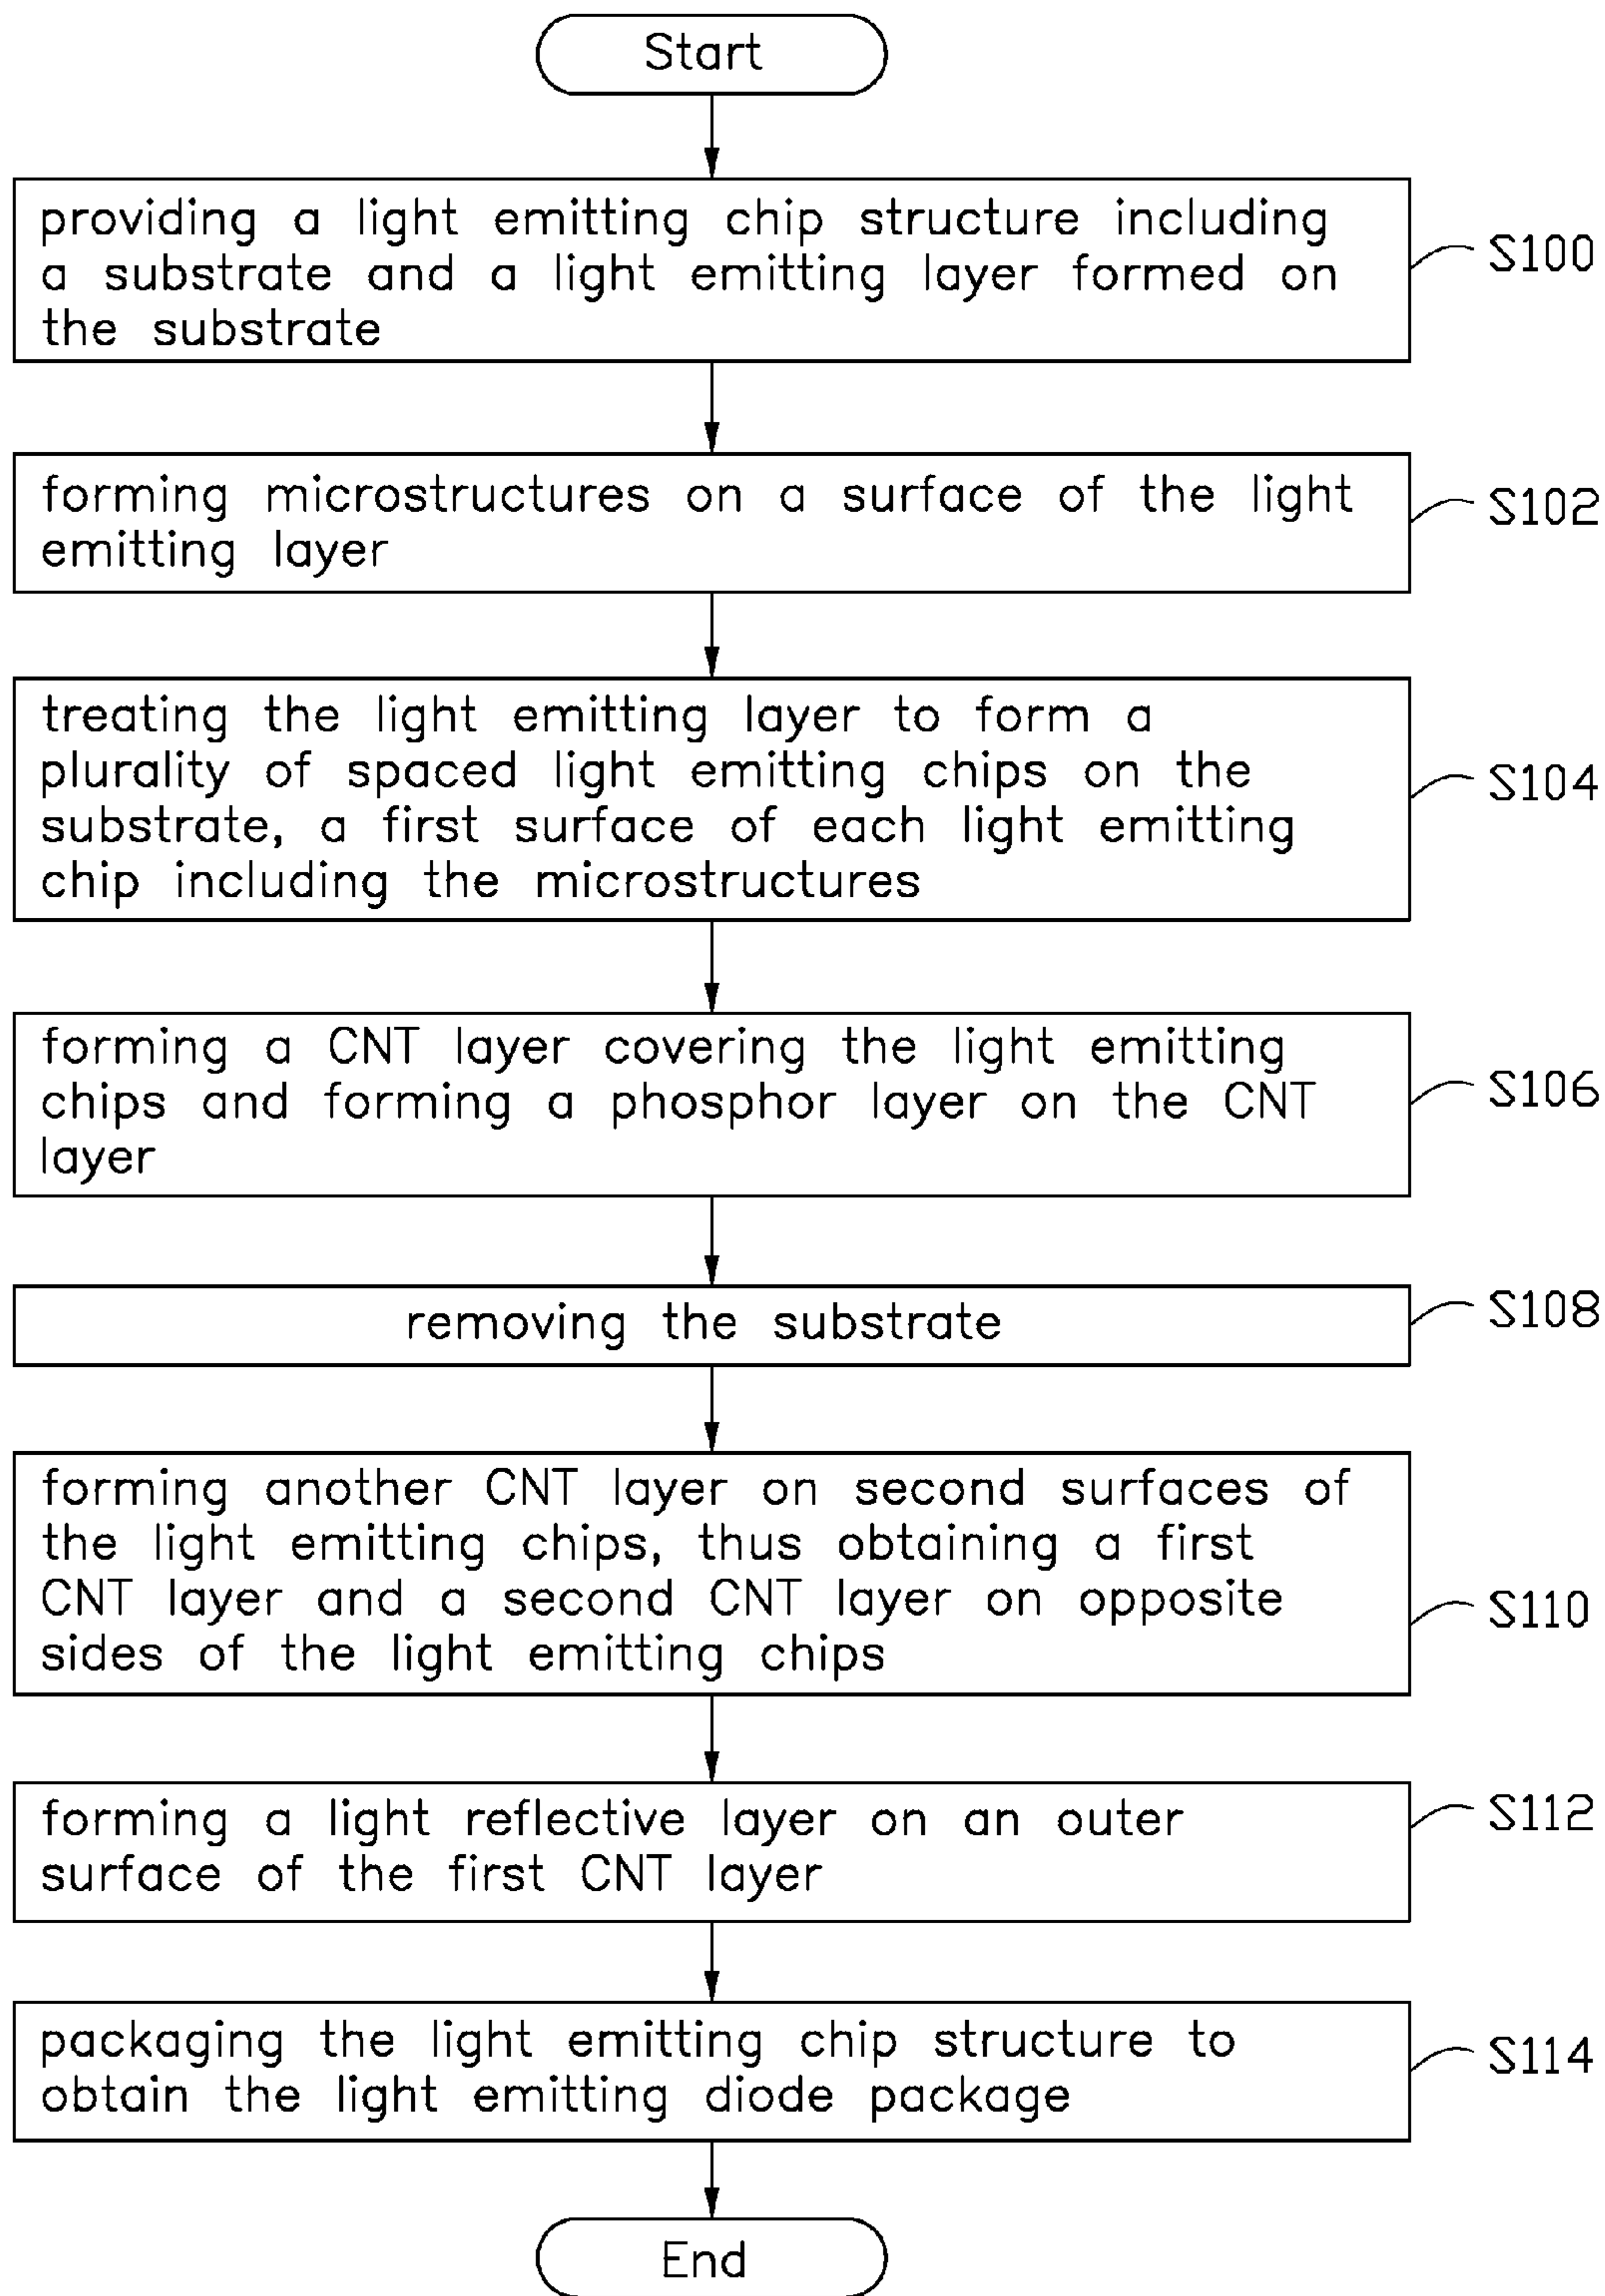 Start
providing a light emitting chip structure including
a substrate and a light emitting layer formed on
the substrate
S100
forming microstructures on a surface of the light
emitting layer
S102
treating the light emitting layer to form a
plurality of spaced light emitting chips on the
substrate, a first surface of each light emitting
chip including the microstructures
S104
forming a CNT layer covering the light emitting
chips and forming a phosphor layer on the CNT
layer
S106
removing the substrate
S108
forming another CNT layer on second surfaces of
the light emitting chips, thus obtaining a first
CNT layer and a second CNT layer on opposite
sides of the light emitting chips
S110
forming a light reflective layer on an outer
surface of the first CNT layer
S112
packaging the light emitting chip structure to
obtain the light emitting diode package
S114
End